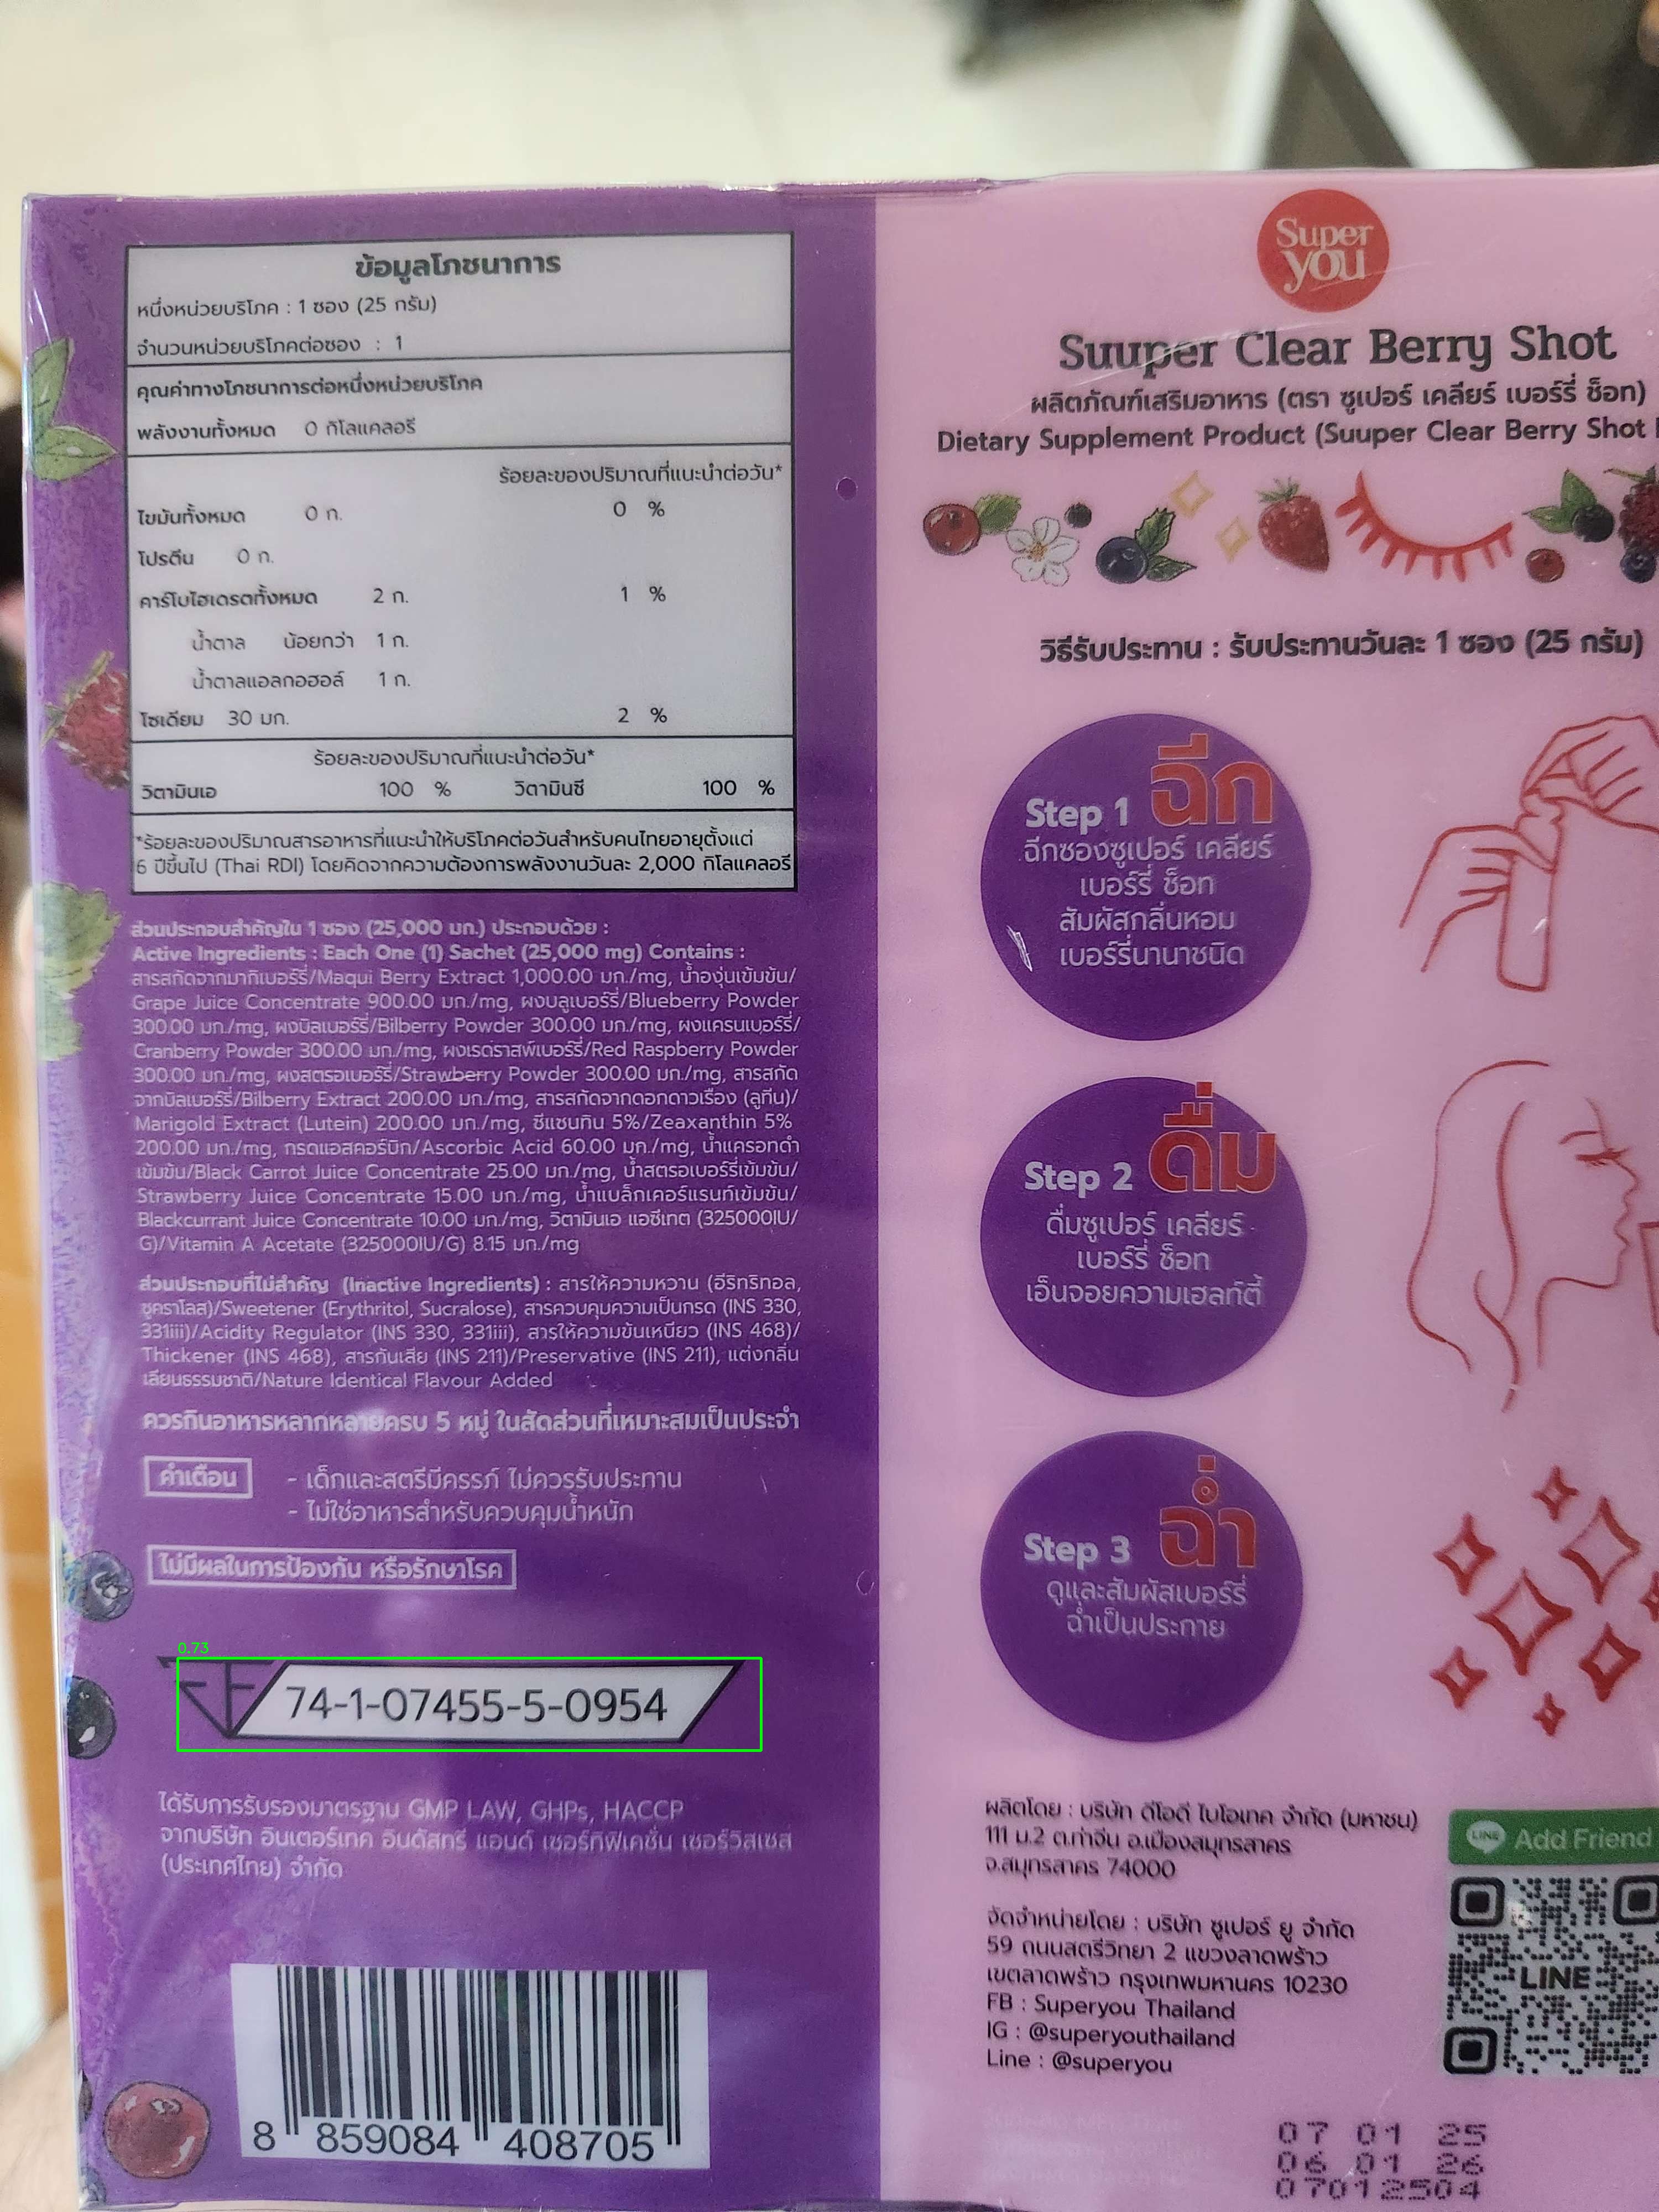 ข้อมูลโภชนาการ
หนึ่งหน่วยบริโภค : 1 ซอง (25 กรัม)
จำนวนหน่วยบริโภคต่อซอง : 1
คุณค่าทางโภชนาการต่อหนึ่งหน่วยบริโภค
พลังงานทั้งหมด 0 กิโลแคลอรี
ร้อยละของปริมาณที่แนะนำต่อวัน*
ไขมันทั้งหมด 0 ก. 0 %
โปรตีน 0 ก.
คาร์โบไฮเดรตทั้งหมด 2 ก. 1 %
น้ำตาล น้อยกว่า 1 ก.
น้ำตาลแอลกอฮอล์ 1 ก.
โซเดียม 30 มก. 2 %
ร้อยละของปริมาณที่แนะนำต่อวัน*
วิตามินเอ 100 % วิตามินซี 100 %
*ร้อยละของปริมาณสารอาหารที่แนะนำให้บริโภคต่อวันสำหรับคนไทยอายุตั้งแต่
6 ปีขึ้นไป (Thai RDI) โดยคิดจากความต้องการพลังงานวันละ 2,000 กิโลแคลอรี
ส่วนประกอบสำคัญใน 1 ซอง (25,000 มก.) ประกอบด้วย :
Active Ingredients : Each One (1) Sachet (25,000 mg) Contains :
สารสกัดจากมากิเบอร์รี่/Maqui Berry Extract 1,000.00 มก./mg, น้ำองุ่นเข้มข้น/
Grape Juice Concentrate 900.00 มก./mg, ผงบลูเบอร์รี่/Blueberry Powder
300.00 มก./mg, ผงบิลเบอร์รี่/Bilberry Powder 300.00 มก./mg, ผงแครนเบอร์รี่/
Cranberry Powder 300.00 มก./mg, ผงเรดราสพ์เบอร์รี่/Red Raspberry Powder
300.00 มก./mg, ผงสตรอเบอร์รี่/Strawberry Powder 300.00 มก./mg, สารสกัด
จากบิลเบอร์รี่/Bilberry Extract 200.00 มก./mg, สารสกัดจากดอกดาวเรือง (ลูทีน)/
Marigold Extract (Lutein) 200.00 มก./mg, ซีแซนทิน 5%/Zeaxanthin 5%
200.00 มก./mg, กรดแอสคอร์บิก/Ascorbic Acid 60.00 มก./mg, น้ำแครอทดำ
เข้มข้น/Black Carrot Juice Concentrate 25.00 มก./mg, น้ำสตรอเบอร์รี่เข้มข้น/
Strawberry Juice Concentrate 15.00 มก./mg, น้ำแบล็กเคอร์แรนท์เข้มข้น/
Blackcurrant Juice Concentrate 10.00 มก./mg, วิตามินเอ แอซีเทต (325000IU/
G)/Vitamin A Acetate (325000IU/G) 8.15 มก./mg
ส่วนประกอบที่ไม่สำคัญ (Inactive Ingredients) : สารให้ความหวาน (อีริทริทอล,
ซูคราโลส)/Sweetener (Erythritol, Sucralose), สารควบคุมความเป็นกรด (INS 330,
331iii)/Acidity Regulator (INS 330, 331iii), สารให้ความข้นเหนียว (INS 468)/
Thickener (INS 468), สารกันเสีย (INS 211)/Preservative (INS 211), แต่งกลิ่น
เลียนธรรมชาติ/Nature Identical Flavour Added
ควรกินอาหารหลากหลายครบ 5 หมู่ ในสัดส่วนที่เหมาะสมเป็นประจำ
คำเตือน - เด็กและสตรีมีครรภ์ ไม่ควรรับประทาน
- ไม่ใช่อาหารสำหรับควบคุมน้ำหนัก
ไม่มีผลในการป้องกัน หรือรักษาโรค
0.73
74-1-07455-5-0954
ได้รับการรับรองมาตรฐาน GMP LAW, GHPs, HACCP
จากบริษัท อินเตอร์เทค อินดัสทรี แอนด์ เซอร์ทิฟิเคชั่น เซอร์วิสเซส
(ประเทศไทย) จำกัด
8 859084 408705
Super
you
Suuper Clear Berry Shot
ผลิตภัณฑ์เสริมอาหาร (ตรา ซูเปอร์ เคลียร์ เบอร์รี่ ช็อท)
Dietary Supplement Product (Suuper Clear Berry Shot
วิธีรับประทาน : รับประทานวันละ 1 ซอง (25 กรัม)
Step 1 ฉีก
ฉีกซองซูเปอร์ เคลียร์
เบอร์รี่ ช็อท
สัมผัสกลิ่นหอม
เบอร์รี่นานาชนิด
Step 2 ดื่ม
ดื่มซูเปอร์ เคลียร์
เบอร์รี่ ช็อท
เอ็นจอยความเฮลท์ตี้
Step 3 ฉ่ำ
ดูและสัมผัสเบอร์รี่
ฉ่ำเป็นประกาย
ผลิตโดย : บริษัท ดีโอดี ไบโอเทค จำกัด (มหาชน)
111 ม.2 ต.ท่าจีน อ.เมืองสมุทรสาคร
จ.สมุทรสาคร 74000
LINE Add Friend
จัดจำหน่ายโดย : บริษัท ซูเปอร์ ยู จำกัด
59 ถนนสตรีวิทยา 2 แขวงลาดพร้าว
เขตลาดพร้าว กรุงเทพมหานคร 10230
FB : Superyou Thailand
IG : @superyouthailand
Line : @superyou
LINE
07 01 25
06 01 26
07012504